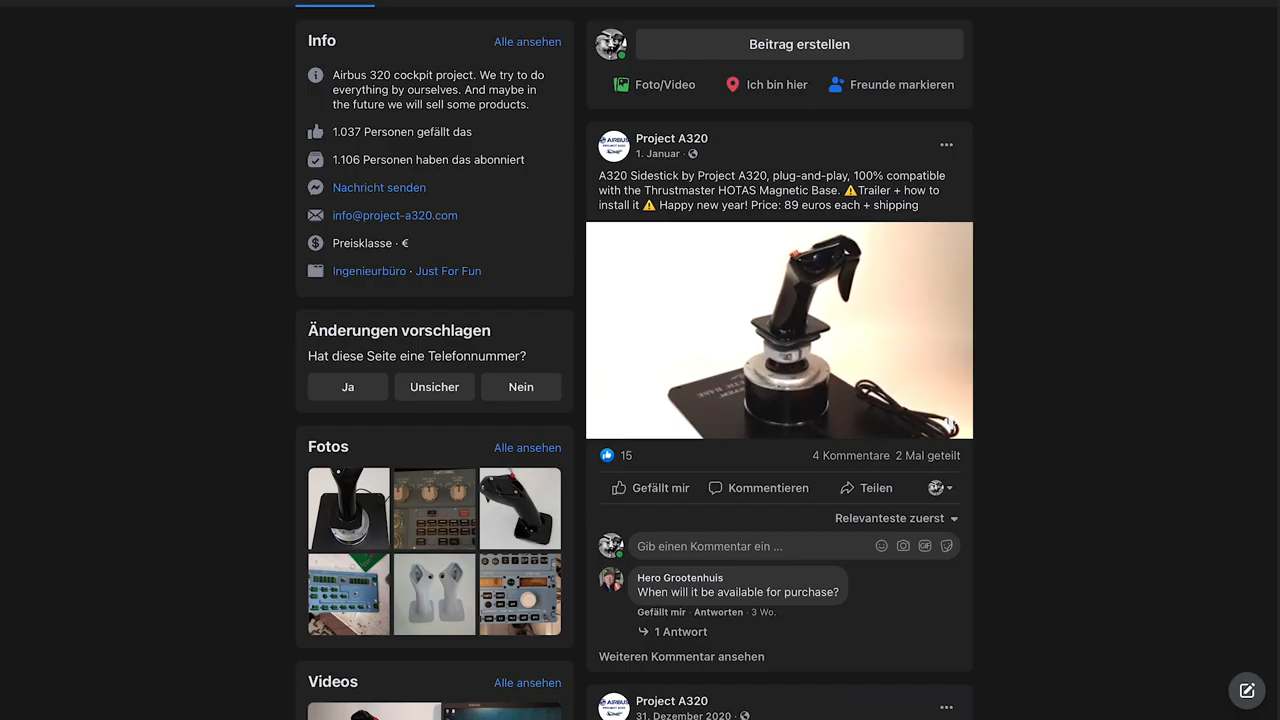 Info
Alle ansehen
Airbus 320 cockpit project. We try to do
everything by ourselves. And maybe in
the future we will sell some products.
1.037 Personen gefällt das
1.106 Personen haben das abonniert
Nachricht senden
info@project-a320.com
Preisklasse · €
Ingenieurbüro · Just For Fun
Änderungen vorschlagen
Hat diese Seite eine Telefonnummer?
Ja
Unsicher
Nein
Fotos
Alle ansehen
Videos
Alle ansehen
Beitrag erstellen
Foto/Video
Ich bin hier
Freunde markieren
AIRBUS
Project A320
1. Januar ·
A320 Sidestick by Project A320, plug-and-play, 100% compatible
with the Thrustmaster HOTAS Magnetic Base. ⚠️Trailer + how to
install it ⚠️ Happy new year! Price: 89 euros each + shipping
15
4 Kommentare 2 Mal geteilt
Gefällt mir
Kommentieren
Teilen
Relevanteste zuerst
Gib einen Kommentar ein ...
GIF
Hero Grootenhuis
When will it be available for purchase?
Gefällt mir · Antworten · 3 Wo.
1 Antwort
Weiteren Kommentar ansehen
AIRBUS
Project A320
31. Dezember 2020 ·